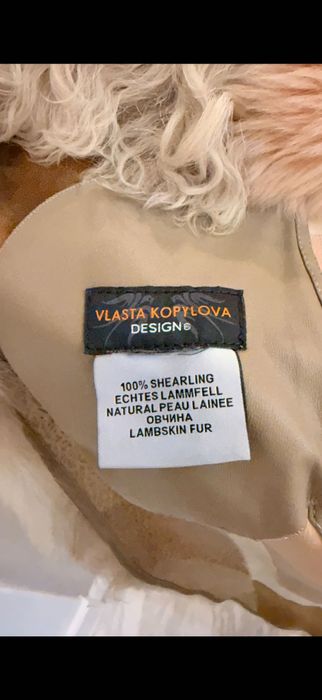 VLASTA KOPYLOVA
DESIGN®
100% SHEARLING
ECHTES LAMMFELL
NATURAL PEAU LAINEE
ОВЧИНА
LAMBSKIN FUR